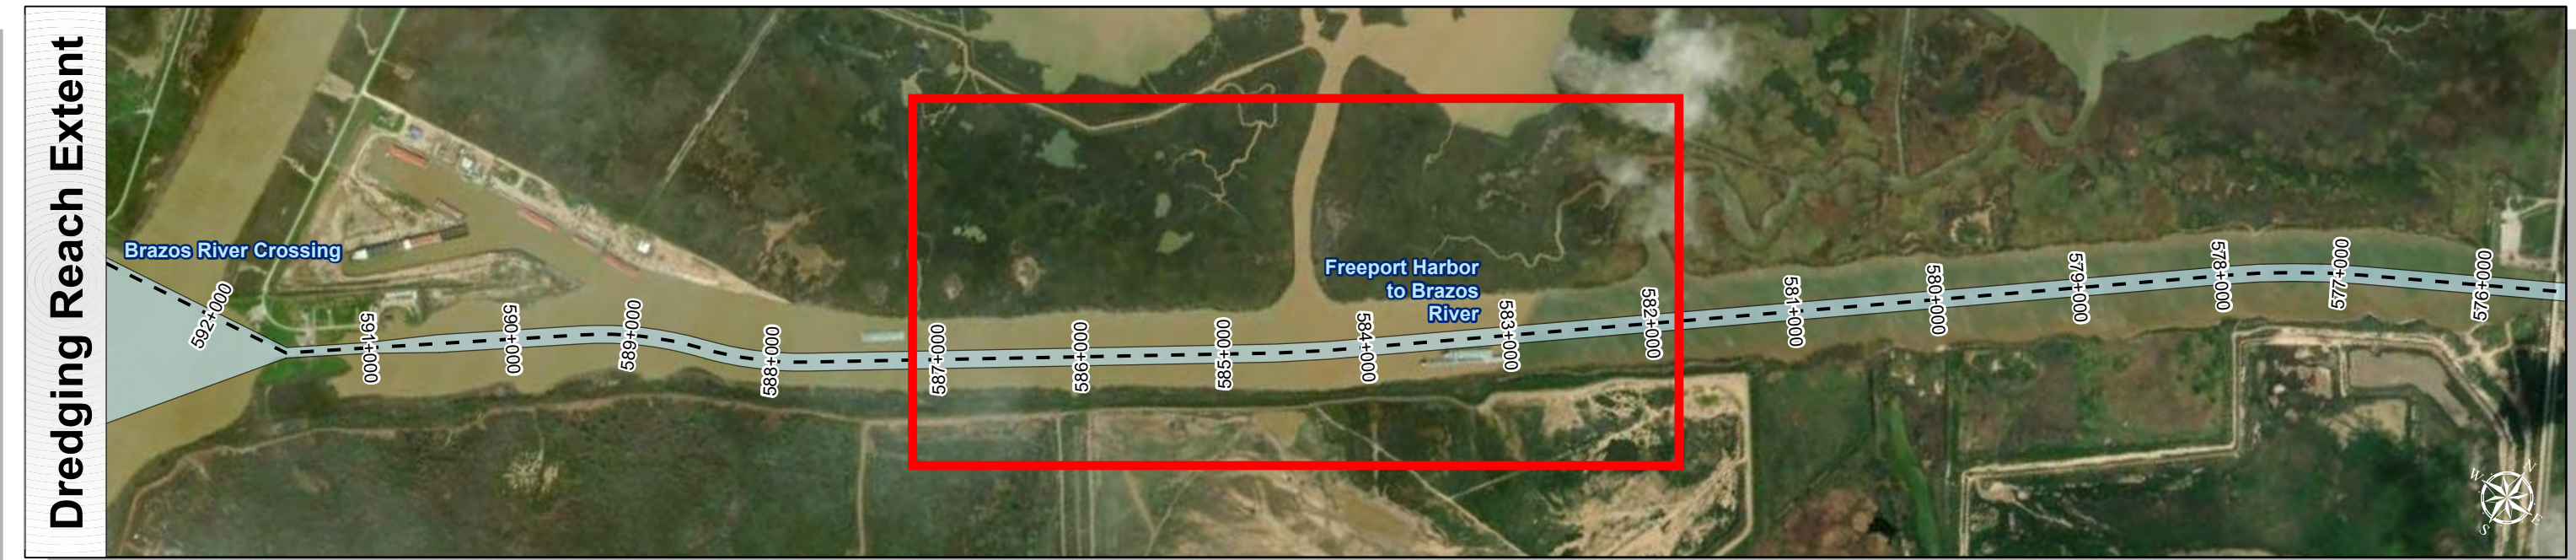 Dredging Reach Extent
Brazos River Crossing
Freeport Harbor
to Brazos
River
592+000
591+000
590+000
589+000
588+000
587+000
586+000
585+000
584+000
583+000
582+000
581+000
580+000
579+000
578+000
577+000
576+000
N
W
E
S